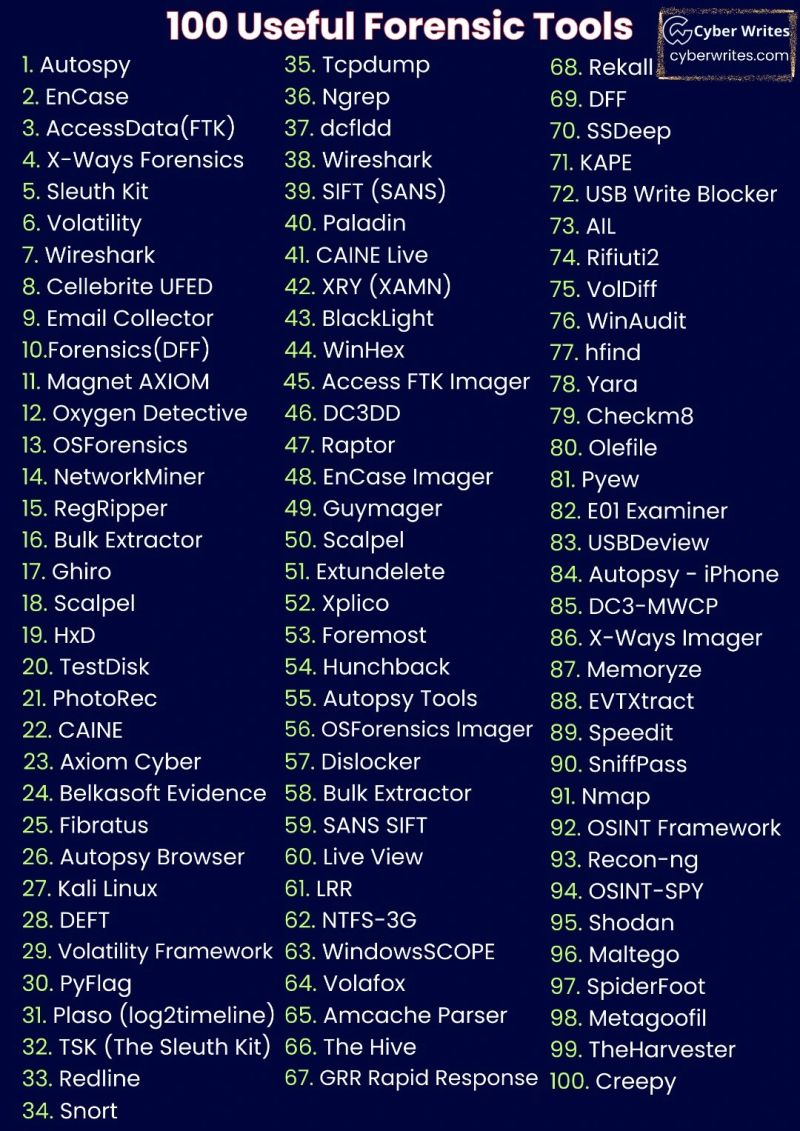 100 Useful Forensic Tools
Cyber Writes
cyberwrites.com
1. Autospy
2. EnCase
3. AccessData(FTK)
4. X-Ways Forensics
5. Sleuth Kit
6. Volatility
7. Wireshark
8. Cellebrite UFED
9. Email Collector
10.Forensics(DFF)
11. Magnet AXIOM
12. Oxygen Detective
13. OSForensics
14. NetworkMiner
15. RegRipper
16. Bulk Extractor
17. Ghiro
18. Scalpel
19. HxD
20. TestDisk
21. PhotoRec
22. CAINE
23. Axiom Cyber
24. Belkasoft Evidence
25. Fibratus
26. Autopsy Browser
27. Kali Linux
28. DEFT
29. Volatility Framework
30. PyFlag
31. Plaso (log2timeline)
32. TSK (The Sleuth Kit)
33. Redline
34. Snort
35. Tcpdump
36. Ngrep
37. dcfldd
38. Wireshark
39. SIFT (SANS)
40. Paladin
41. CAINE Live
42. XRY (XAMN)
43. BlackLight
44. WinHex
45. Access FTK Imager
46. DC3DD
47. Raptor
48. EnCase Imager
49. Guymager
50. Scalpel
51. Extundelete
52. Xplico
53. Foremost
54. Hunchback
55. Autopsy Tools
56. OSForensics Imager
57. Dislocker
58. Bulk Extractor
59. SANS SIFT
60. Live View
61. LRR
62. NTFS-3G
63. WindowsSCOPE
64. Volafox
65. Amcache Parser
66. The Hive
67. GRR Rapid Response
68. Rekall
69. DFF
70. SSDeep
71. KAPE
72. USB Write Blocker
73. AIL
74. Rifiuti2
75. VolDiff
76. WinAudit
77. hfind
78. Yara
79. Checkm8
80. Olefile
81. Pyew
82. E01 Examiner
83. USBDeview
84. Autopsy - iPhone
85. DC3-MWCP
86. X-Ways Imager
87. Memoryze
88. EVTXtract
89. Speedit
90. SniffPass
91. Nmap
92. OSINT Framework
93. Recon-ng
94. OSINT-SPY
95. Shodan
96. Maltego
97. SpiderFoot
98. Metagoofil
99. TheHarvester
100. Creepy